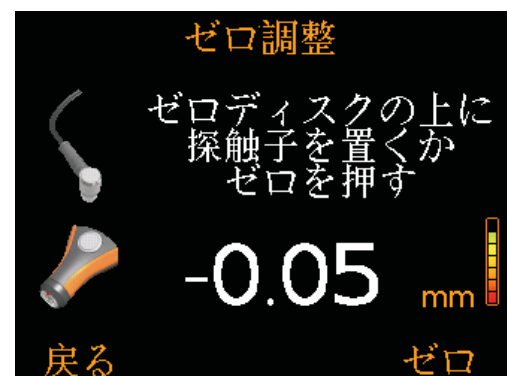 ゼロ調整
ゼロディスクの上に
探触子を置くか
ゼロを押す
-0.05 mm
戻る ゼロ